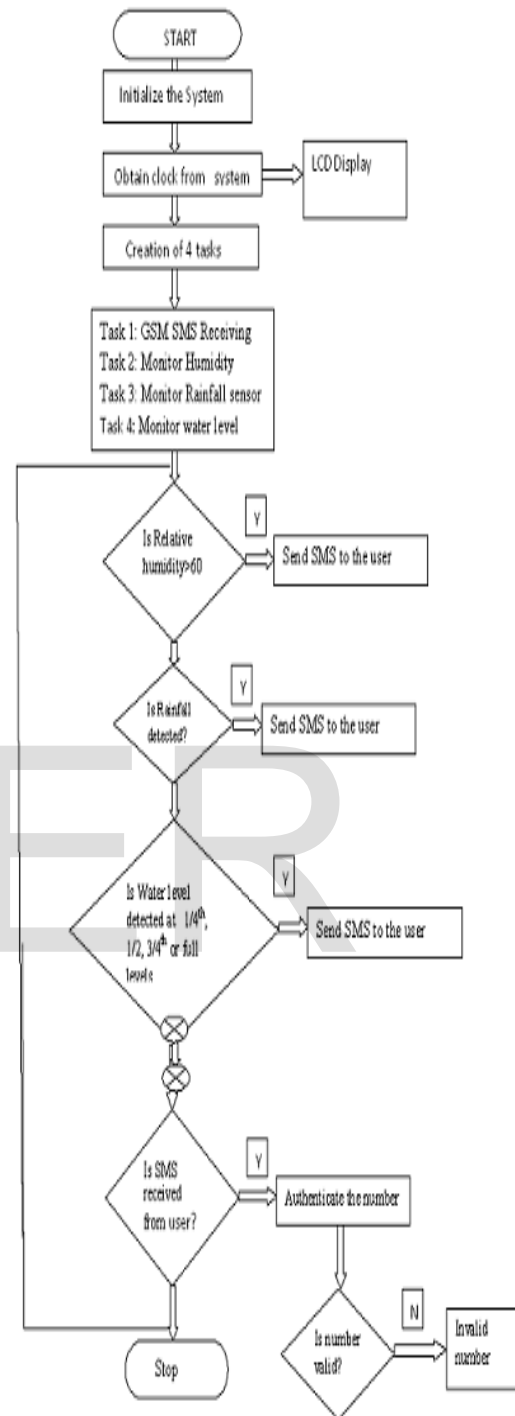 START
Initialize the System
Obtain clock from system
LCD Display
Creation of 4 tasks
Task 1: GSM SMS Receiving
Task 2: Monitor Humidity
Task 3: Monitor Rainfall sensor
Task 4: Monitor water level
Is Relative
humidity>60
Y
Send SMS to the user
Is Rainfall
detected?
Y
Send SMS to the user
Is Water level
detected at 1/4th,
1/2, 3/4th or full
levels
Y
Send SMS to the user
Is SMS
received
from user?
Y
Authenticate the number
Is number
valid?
N
Invalid
number
Stop
ER